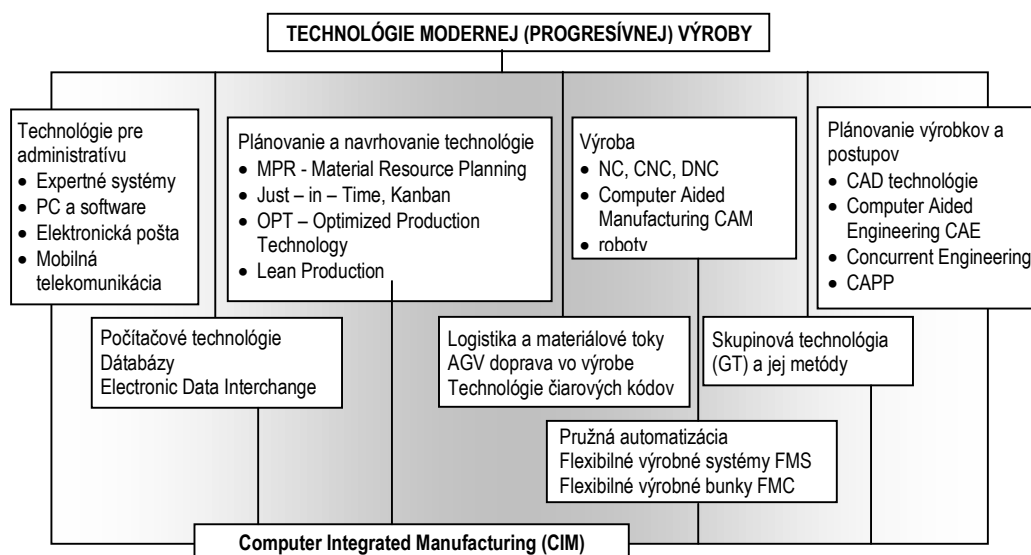 TECHNOLÓGIE MODERNEJ (PROGRESÍVNEJ) VÝROBY
Technológie pre
administratívu
• Expertné systémy
• PC a software
• Elektronická pošta
• Mobilná
telekomunikácia
Plánovanie a navrhovanie technológie
• MPR - Material Resource Planning
• Just – in – Time, Kanban
• OPT – Optimized Production
Technology
• Lean Production
Výroba
• NC, CNC, DNC
• Computer Aided
Manufacturing CAM
• roboty
Plánovanie výrobkov a
postupov
• CAD technológie
• Computer Aided
Engineering CAE
• Concurrent Engineering
• CAPP
Počítačové technológie
Dátabázy
Electronic Data Interchange
Logistika a materiálové toky
AGV doprava vo výrobe
Technológie čiarových kódov
Skupinová technológia
(GT) a jej metódy
Pružná automatizácia
Flexibilné výrobné systémy FMS
Flexibilné výrobné bunky FMC
Computer Integrated Manufacturing (CIM)